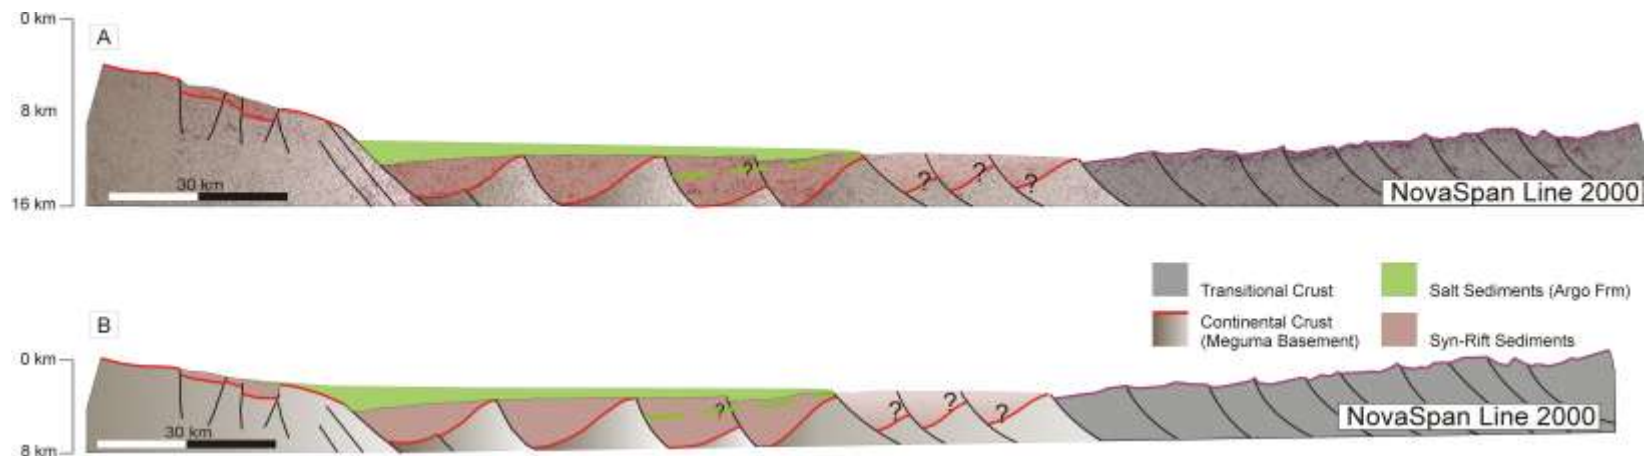 0 km
A
8 km
30 km
16 km
?
?
?
?
NovaSpan Line 2000
Transitional Crust
Salt Sediments (Argo Frm)
Continental Crust
(Meguma Basement)
Syn-Rift Sediments
B
0 km
?
?
?
?
30 km
NovaSpan Line 2000
8 km